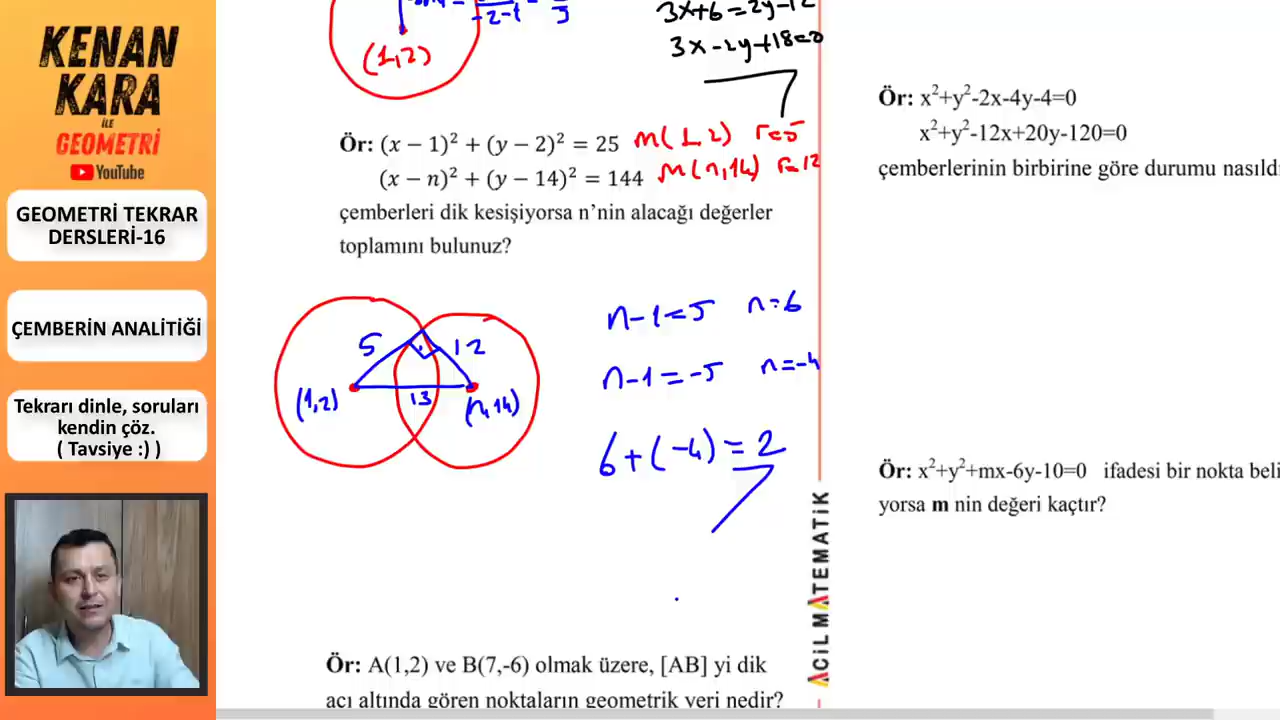 KENAN
KARA
İLE
GEOMETRİ
YouTube
GEOMETRİ TEKRAR
DERSLERİ-16
ÇEMBERİN ANALİTİĞİ
Tekrarı dinle, soruları
kendin çöz.
( Tavsiye :) )
-2-1
(1,2)
3x+6=2y-12
3x-2y+18=0
Ör: (x − 1)² + (y − 2)² = 25 M(1,2) r=5
(x − n)² + (y − 14)² = 144 M(n,14) r=12
çemberleri dik kesişiyorsa n’nin alacağı değerler
toplamını bulunuz?
5 12
(1,2) 13 (n,14)
n-1=5 n=6
n-1=-5 n=-4
6+(-4)=2
Ör: A(1,2) ve B(7,-6) olmak üzere, [AB] yi dik
açı altında gören noktaların geometrik yeri nedir?
ACİLMATEMATİK
Ör: x²+y²-2x-4y-4=0
x²+y²-12x+20y-120=0
çemberlerinin birbirine göre durumu nasıldı
Ör: x²+y²+mx-6y-10=0 ifadesi bir nokta beli
yorsa m nin değeri kaçtır?